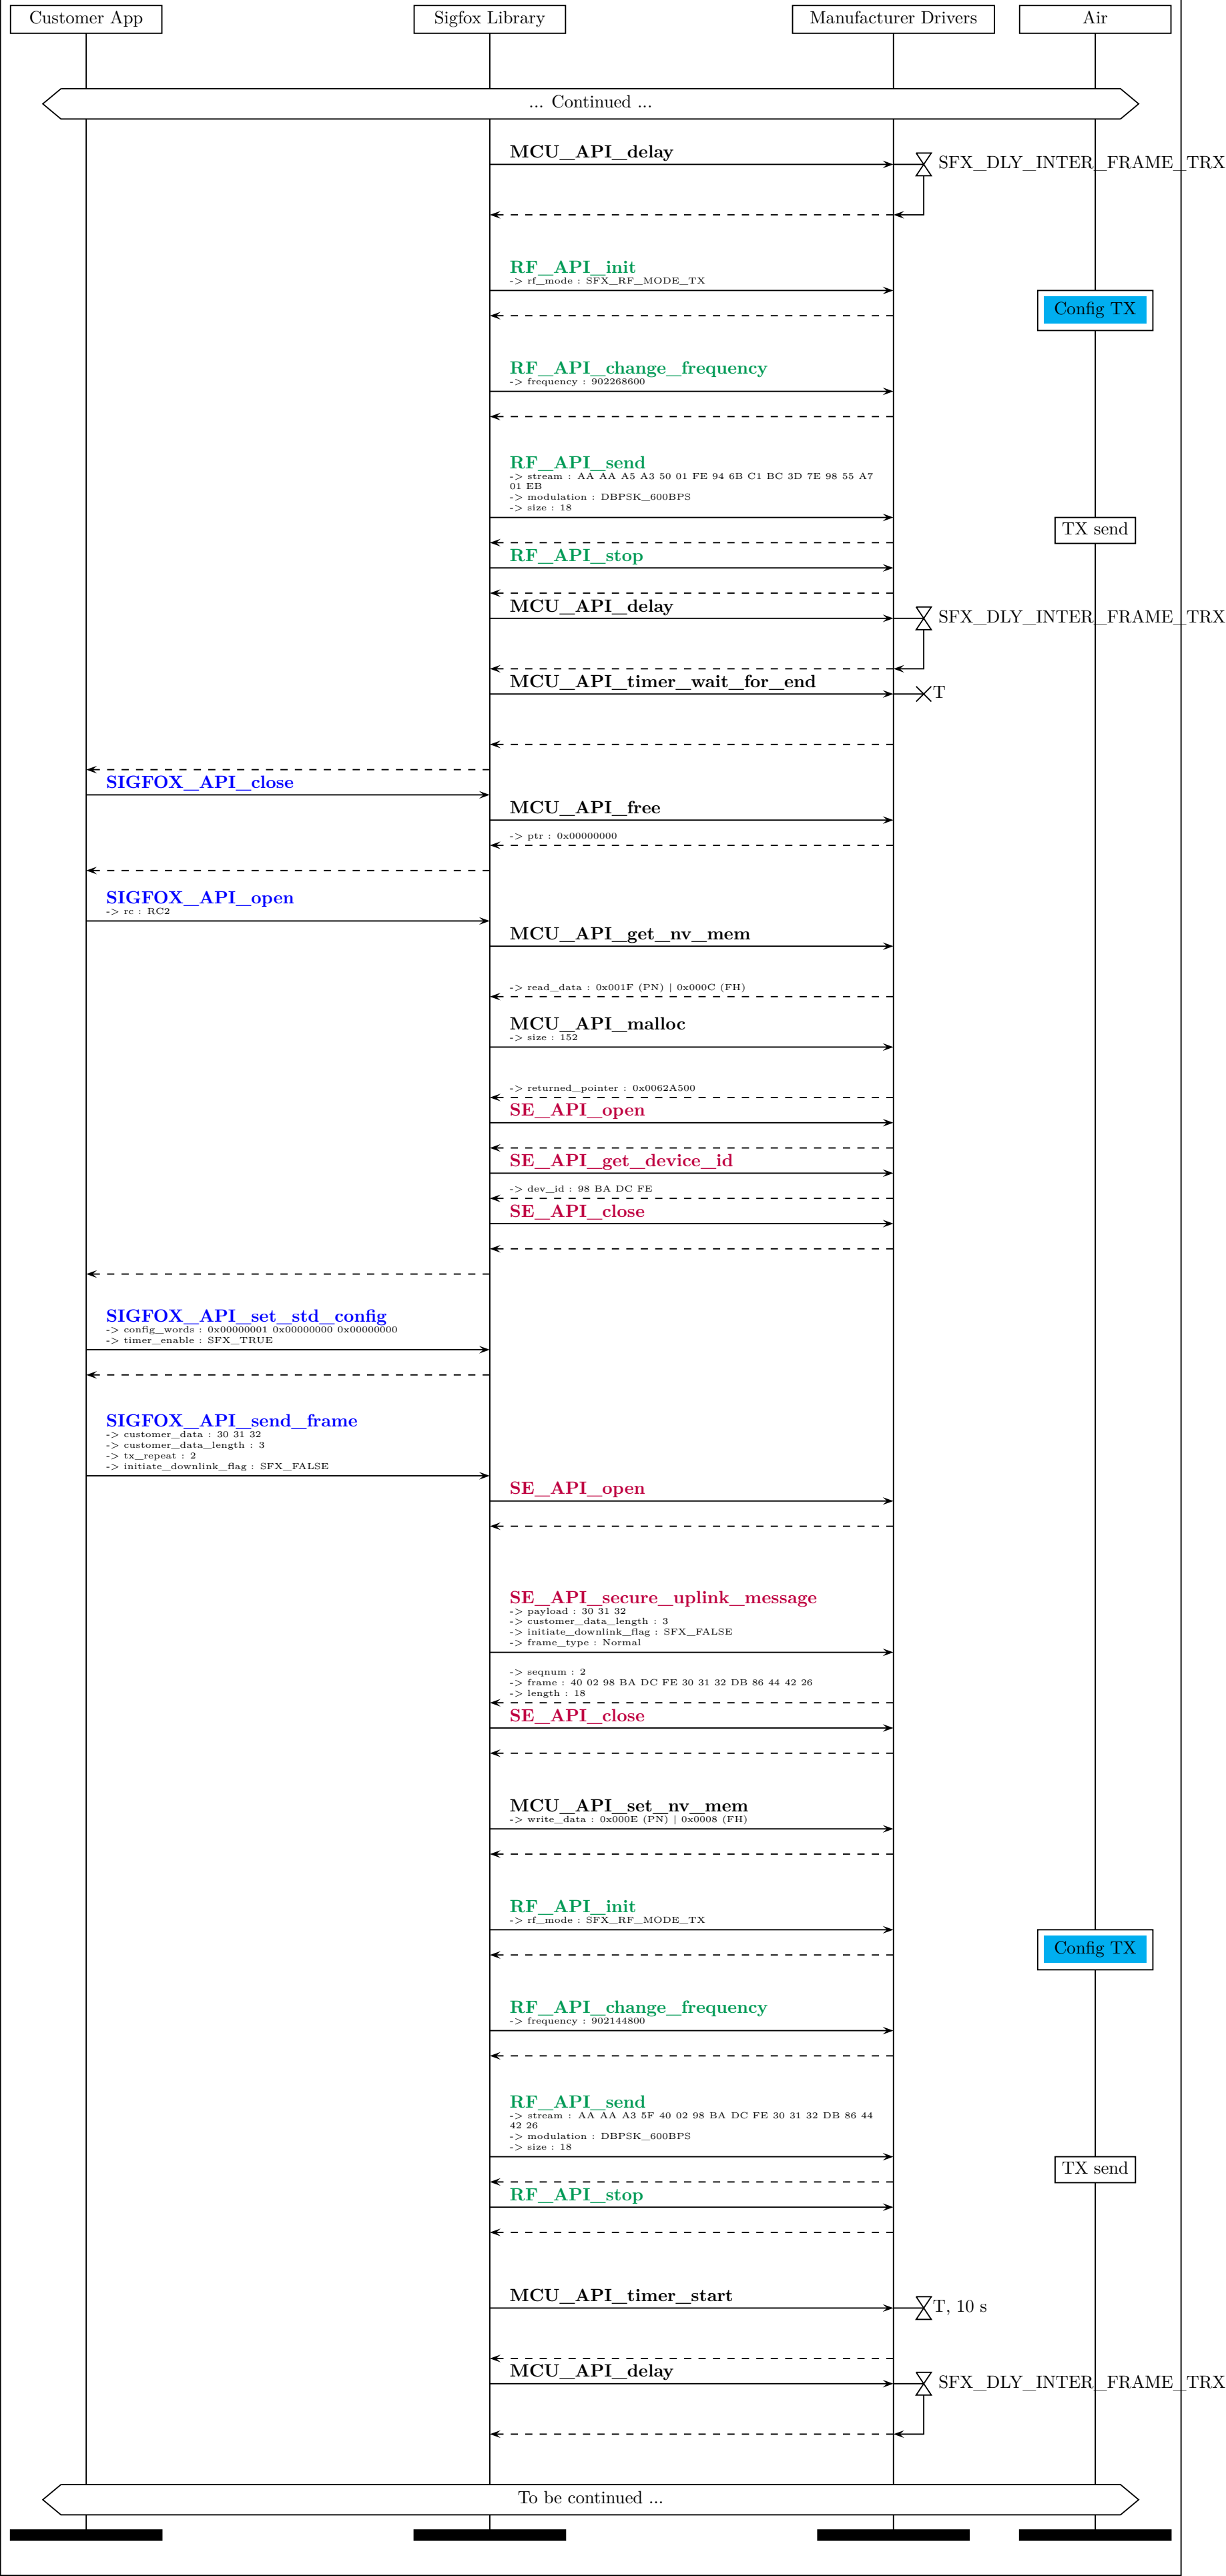 Customer App
Sigfox Library
Manufacturer Drivers
Air
... Continued ...
MCU_API_delay
SFX_DLY_INTER_FRAME_TRX
RF_API_init
-> rf_mode : SFX_RF_MODE_TX
Config TX
RF_API_change_frequency
-> frequency : 902268600
RF_API_send
-> stream : AA AA A5 A3 50 01 FE 94 6B C1 BC 3D 7E 98 55 A7
01 EB
-> modulation : DBPSK_600BPS
-> size : 18
TX send
RF_API_stop
MCU_API_delay
SFX_DLY_INTER_FRAME_TRX
MCU_API_timer_wait_for_end
T
SIGFOX_API_close
MCU_API_free
-> ptr : 0x00000000
SIGFOX_API_open
-> rc : RC2
MCU_API_get_nv_mem
-> read_data : 0x001F (PN) | 0x000C (FH)
MCU_API_malloc
-> size : 152
-> returned_pointer : 0x0062A500
SE_API_open
SE_API_get_device_id
-> dev_id : 98 BA DC FE
SE_API_close
SIGFOX_API_set_std_config
-> config_words : 0x00000001 0x00000000 0x00000000
-> timer_enable : SFX_TRUE
SIGFOX_API_send_frame
-> customer_data : 30 31 32
-> customer_data_length : 3
-> tx_repeat : 2
-> initiate_downlink_flag : SFX_FALSE
SE_API_open
SE_API_secure_uplink_message
-> payload : 30 31 32
-> customer_data_length : 3
-> initiate_downlink_flag : SFX_FALSE
-> frame_type : Normal
-> seqnum : 2
-> frame : 40 02 98 BA DC FE 30 31 32 DB 86 44 42 26
-> length : 18
SE_API_close
MCU_API_set_nv_mem
-> write_data : 0x000E (PN) | 0x0008 (FH)
RF_API_init
-> rf_mode : SFX_RF_MODE_TX
Config TX
RF_API_change_frequency
-> frequency : 902144800
RF_API_send
-> stream : AA AA A3 5F 40 02 98 BA DC FE 30 31 32 DB 86 44
42 26
-> modulation : DBPSK_600BPS
-> size : 18
TX send
RF_API_stop
MCU_API_timer_start
T, 10 s
MCU_API_delay
SFX_DLY_INTER_FRAME_TRX
To be continued ...